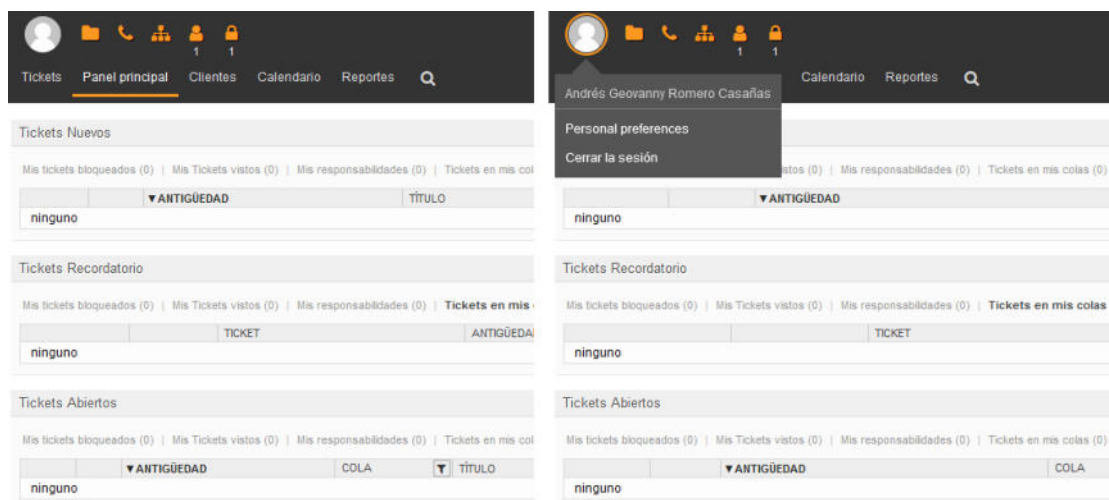 1 1
Tickets Panel principal Clientes Calendario Reportes
Tickets Nuevos
Mis tickets bloqueados (0) | Mis Tickets vistos (0) | Mis responsabilidades (0) | Tickets en mis col
▼ANTIGÜEDAD TÍTULO
ninguno
Tickets Recordatorio
Mis tickets bloqueados (0) | Mis Tickets vistos (0) | Mis responsabilidades (0) | Tickets en mis
TICKET ANTIGÜEDA
ninguno
Tickets Abiertos
Mis tickets bloqueados (0) | Mis Tickets vistos (0) | Mis responsabilidades (0) | Tickets en mis col
▼ANTIGÜEDAD COLA TÍTULO
ninguno
1 1
Calendario Reportes
Andrés Geovanny Romero Casañas
Personal preferences
Cerrar la sesión
(0) | Mis responsabilidades (0) | Tickets en mis colas (0)
▼ANTIGÜEDAD
ninguno
Tickets Recordatorio
Mis tickets bloqueados (0) | Mis Tickets vistos (0) | Mis responsabilidades (0) | Tickets en mis colas
TICKET
ninguno
Tickets Abiertos
Mis tickets bloqueados (0) | Mis Tickets vistos (0) | Mis responsabilidades (0) | Tickets en mis colas (0)
▼ANTIGÜEDAD COLA
ninguno